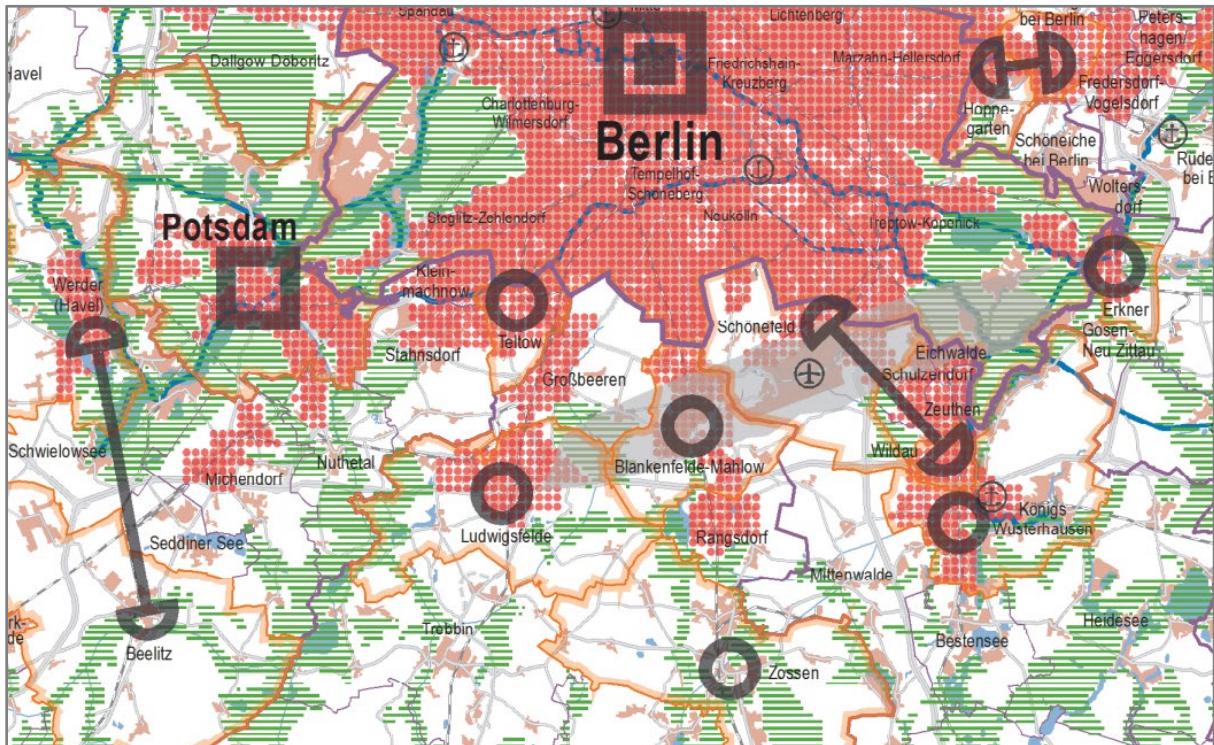 Spandau
Mitte
Lichtenberg
bei Berlin
Peters-
hagen/
Eggersdorf
Havel
Dallgow Döberitz
Friedrichshain-
Kreuzberg
Marzahn-Hellersdorf
Fredersdorf-
Vogelsdorf
Charlottenburg-
Wilmersdorf
Hoppe-
garten
Berlin
Schöneiche
bei Berlin
Rüde
bei B
Tempelhof-
Schöneberg
Wolters-
dorf
Potsdam
Steglitz-Zehlendorf
Neukölln
Treptow-Köpenick
Werder
(Havel)
Klein-
machnow
Erkner
Teltow
Schönefeld
Gosen-
Neu Zittau
Stahnsdorf
Eichwalde
Großbeeren
Schulzendorf
Zeuthen
Schwielowsee
Nuthetal
Wildau
Michendorf
Blankenfelde-Mahlow
Königs
Wusterhausen
Seddiner See
Ludwigsfelde
Rangsdorf
Mittenwalde
rk-
de
Trebbin
Heidesee
Bestensee
Beelitz
Zossen